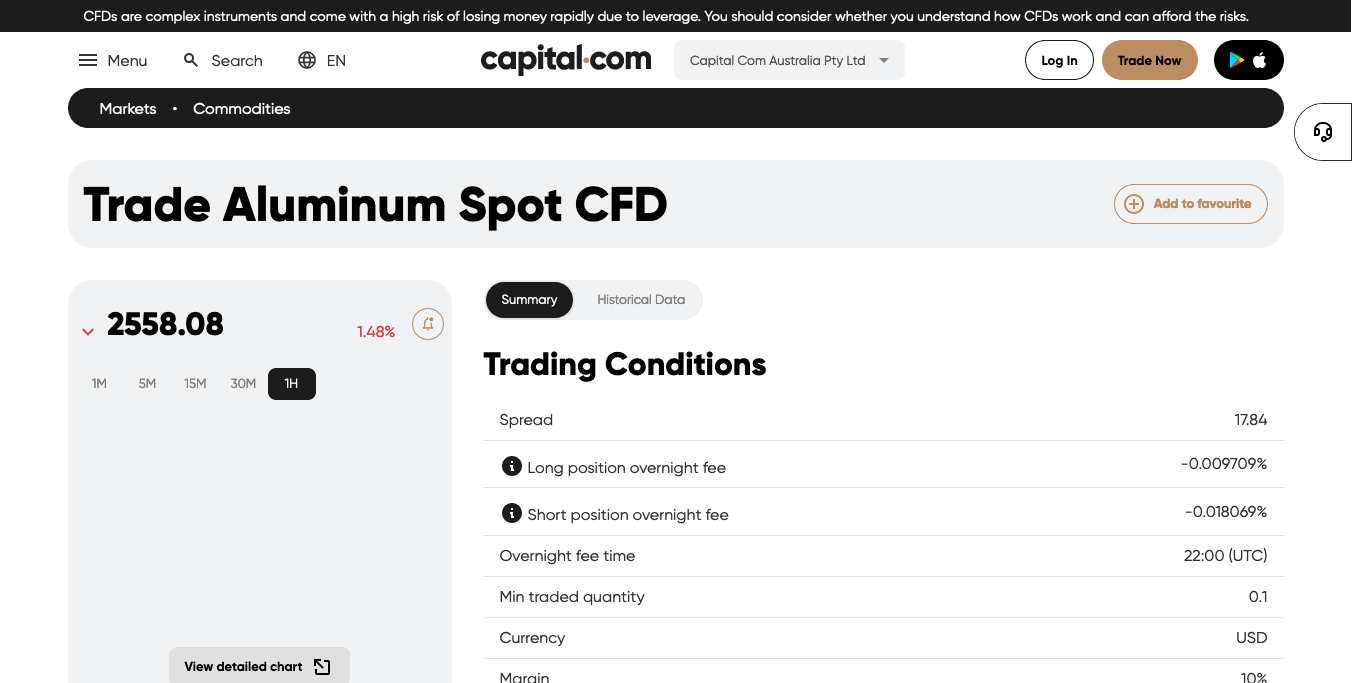 CFDs are complex instruments and come with a high risk of losing money rapidly due to leverage. You should consider whether you understand how CFDs work and can afford the risks.
Menu Search EN capital.com Capital Com Australia Pty Ltd Log In Trade Now
Markets • Commodities
Trade Aluminum Spot CFD Add to favourite
2558.08 1.48%
1M 5M 15M 30M 1H
View detailed chart
Summary Historical Data
Trading Conditions
Spread 17.84
Long position overnight fee -0.009709%
Short position overnight fee -0.018069%
Overnight fee time 22:00 (UTC)
Min traded quantity 0.1
Currency USD
Margin 10%